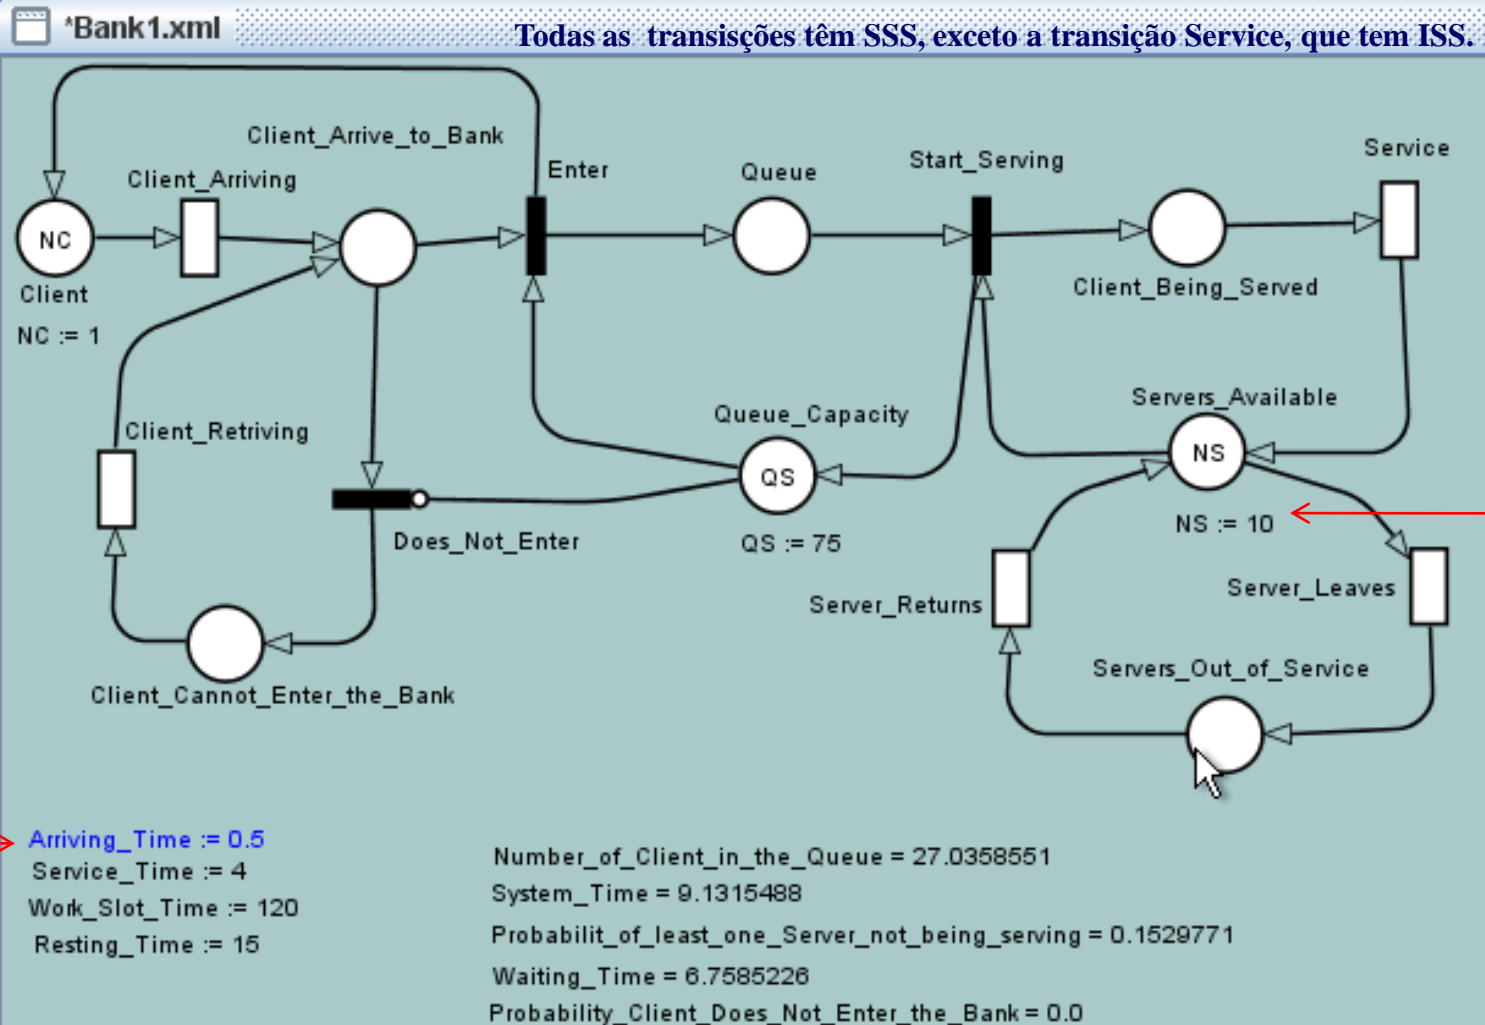 *Bank1.xml
Todas as transisções têm SSS, exceto a transição Service, que tem ISS.
Client_Arrive_to_Bank
Client_Arriving
Enter
Queue
Start_Serving
Service
NC
Client
NC := 1
Client_Being_Served
Client_Retriving
Queue_Capacity
Servers_Available
QS
NS
Does_Not_Enter
QS := 75
NS := 10
Server_Returns
Server_Leaves
Client_Cannot_Enter_the_Bank
Servers_Out_of_Service
Arriving_Time := 0.5
Service_Time := 4
Work_Slot_Time := 120
Resting_Time := 15
Number_of_Client_in_the_Queue = 27.0358551
System_Time = 9.1315488
Probabilit_of_least_one_Server_not_being_serving = 0.1529771
Waiting_Time = 6.7585226
Probability_Client_Does_Not_Enter_the_Bank = 0.0